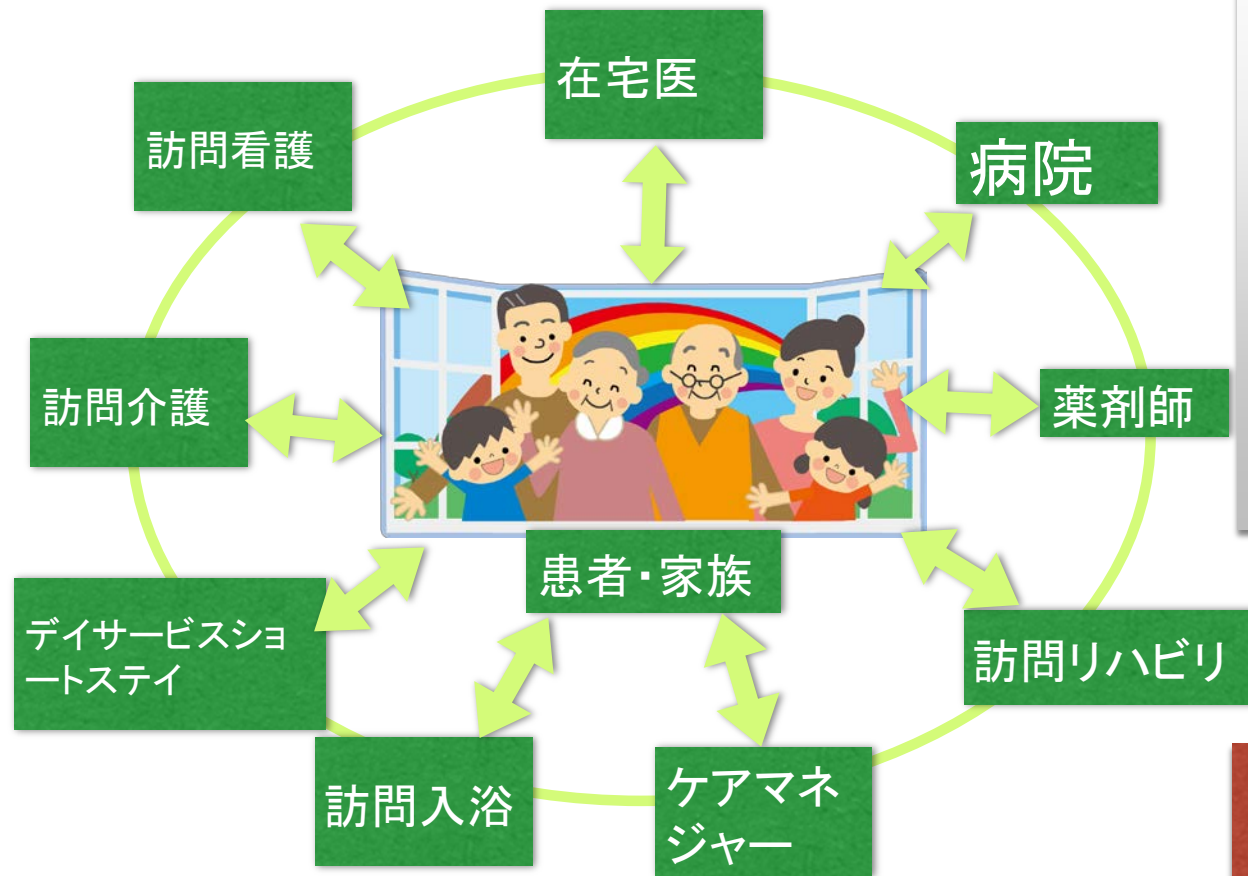 在宅医
訪問看護
病院
訪問介護
薬剤師
患者・家族
デイサービスショ
ートステイ
訪問リハビリ
訪問入浴
ケアマネ
ジャー